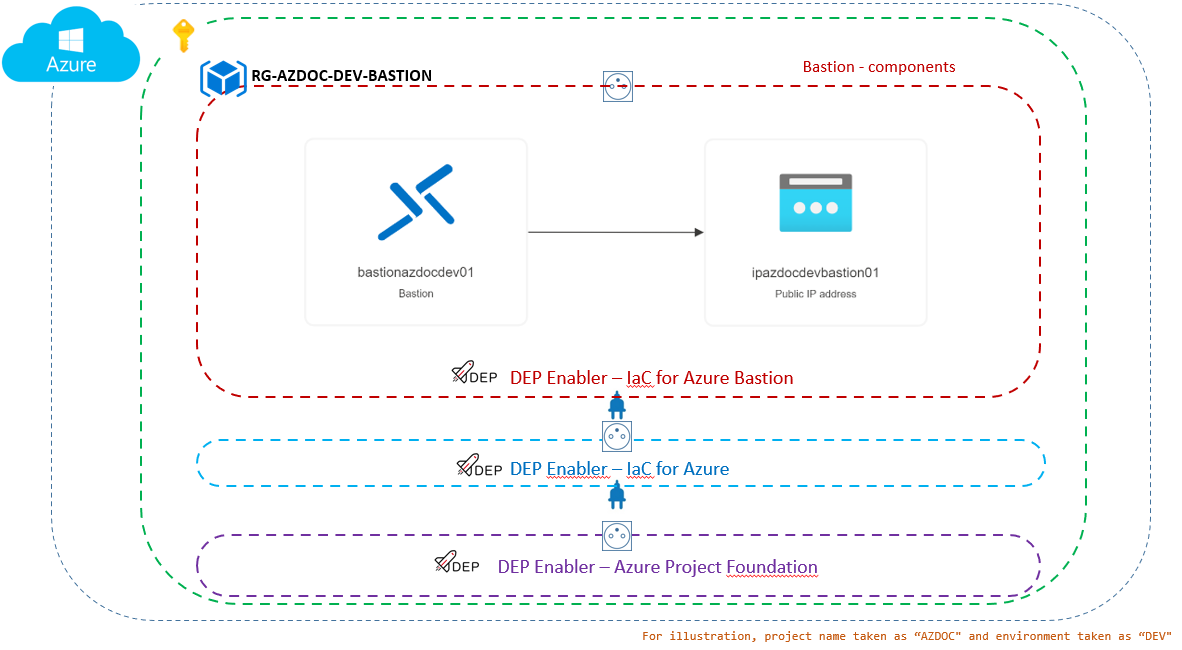 Azure
RG-AZDOC-DEV-BASTION
Bastion - components
bastionazdocdev01
Bastion
ipazdocdevbastion01
Public IP address
DEP DEP Enabler – IaC for Azure Bastion
DEP DEP Enabler – IaC for Azure
DEP DEP Enabler – Azure Project Foundation
For illustration, project name taken as “AZDOC" and environment taken as “DEV"